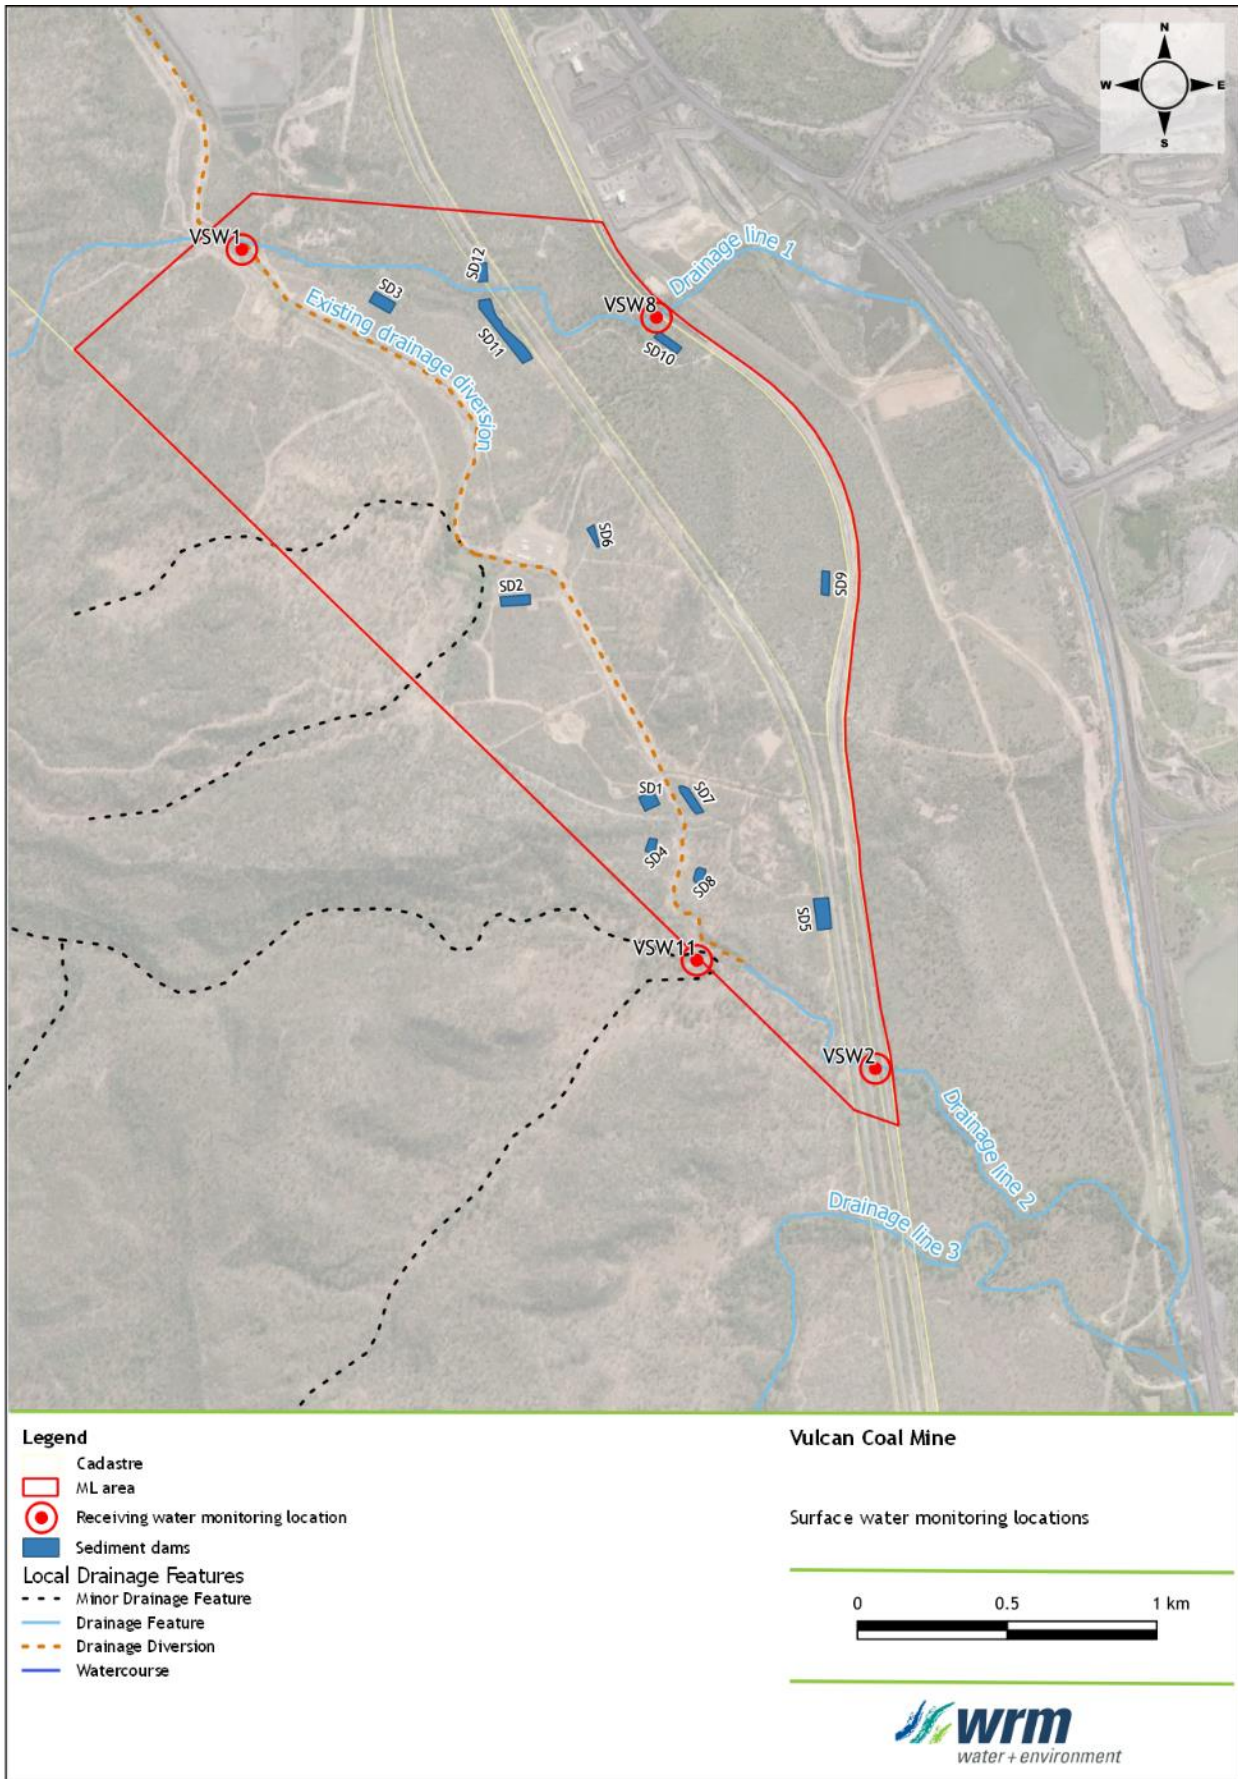 N
W
E
S
VSW1
SD12
Drainage line 1
SD3
VSW8
Existing drainage diversion
SD11
SD10
SD6
SD9
SD2
SD1
SD7
SD4
SD8
SD5
VSW11
VSW2
Drainage line 2
Drainage line 3
Legend
Cadastre
ML area
Receiving water monitoring location
Sediment dams
Local Drainage Features
Minor Drainage Feature
Drainage Feature
Drainage Diversion
Watercourse
Vulcan Coal Mine
Surface water monitoring locations
0 0.5 1 km
wrm
water + environment